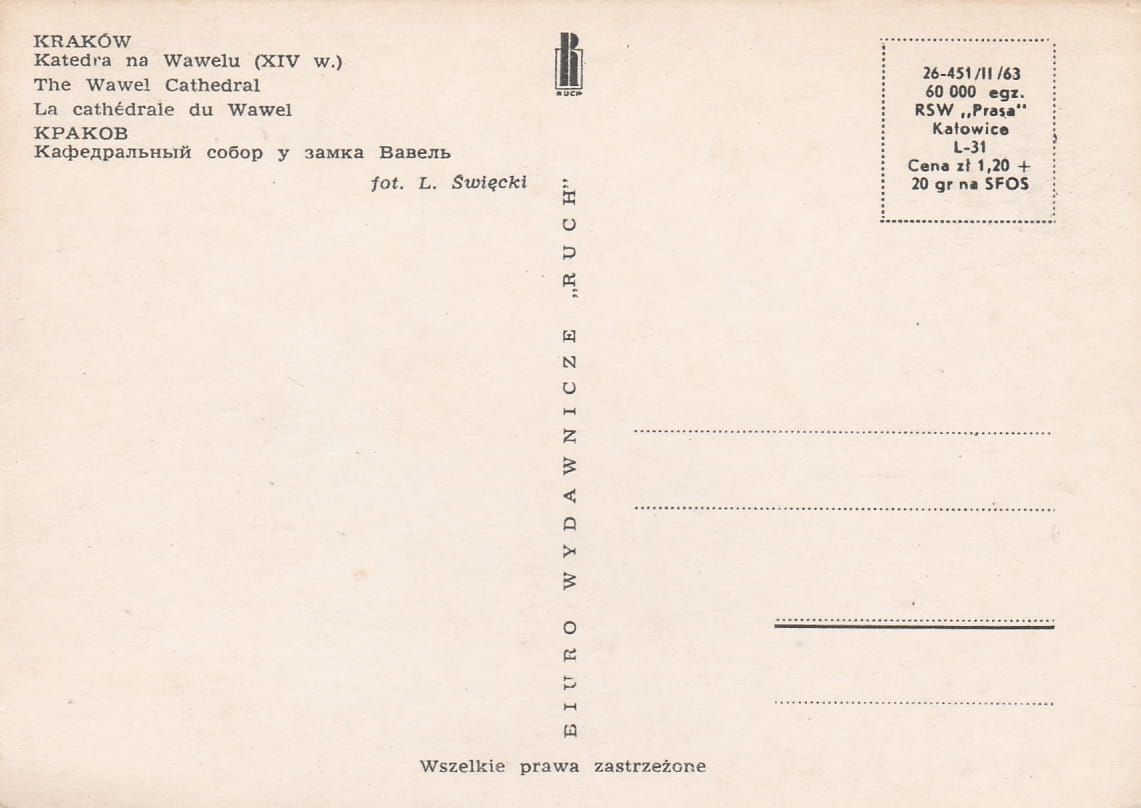 KRAKÓW
Katedra na Wawelu (XIV w.)
The Wawel Cathedral
La cathédrale du Wawel
КРАКОВ
Кафедральный собор у замка Вавель
fot. L. Święcki
RUCH
BIURO WYDAWNICZE „RUCH”
26-451/II/63
60 000 egz.
RSW „Prasa”
Katowice
L-31
Cena zł 1,20 +
20 gr na SFOS
Wszelkie prawa zastrzeżone